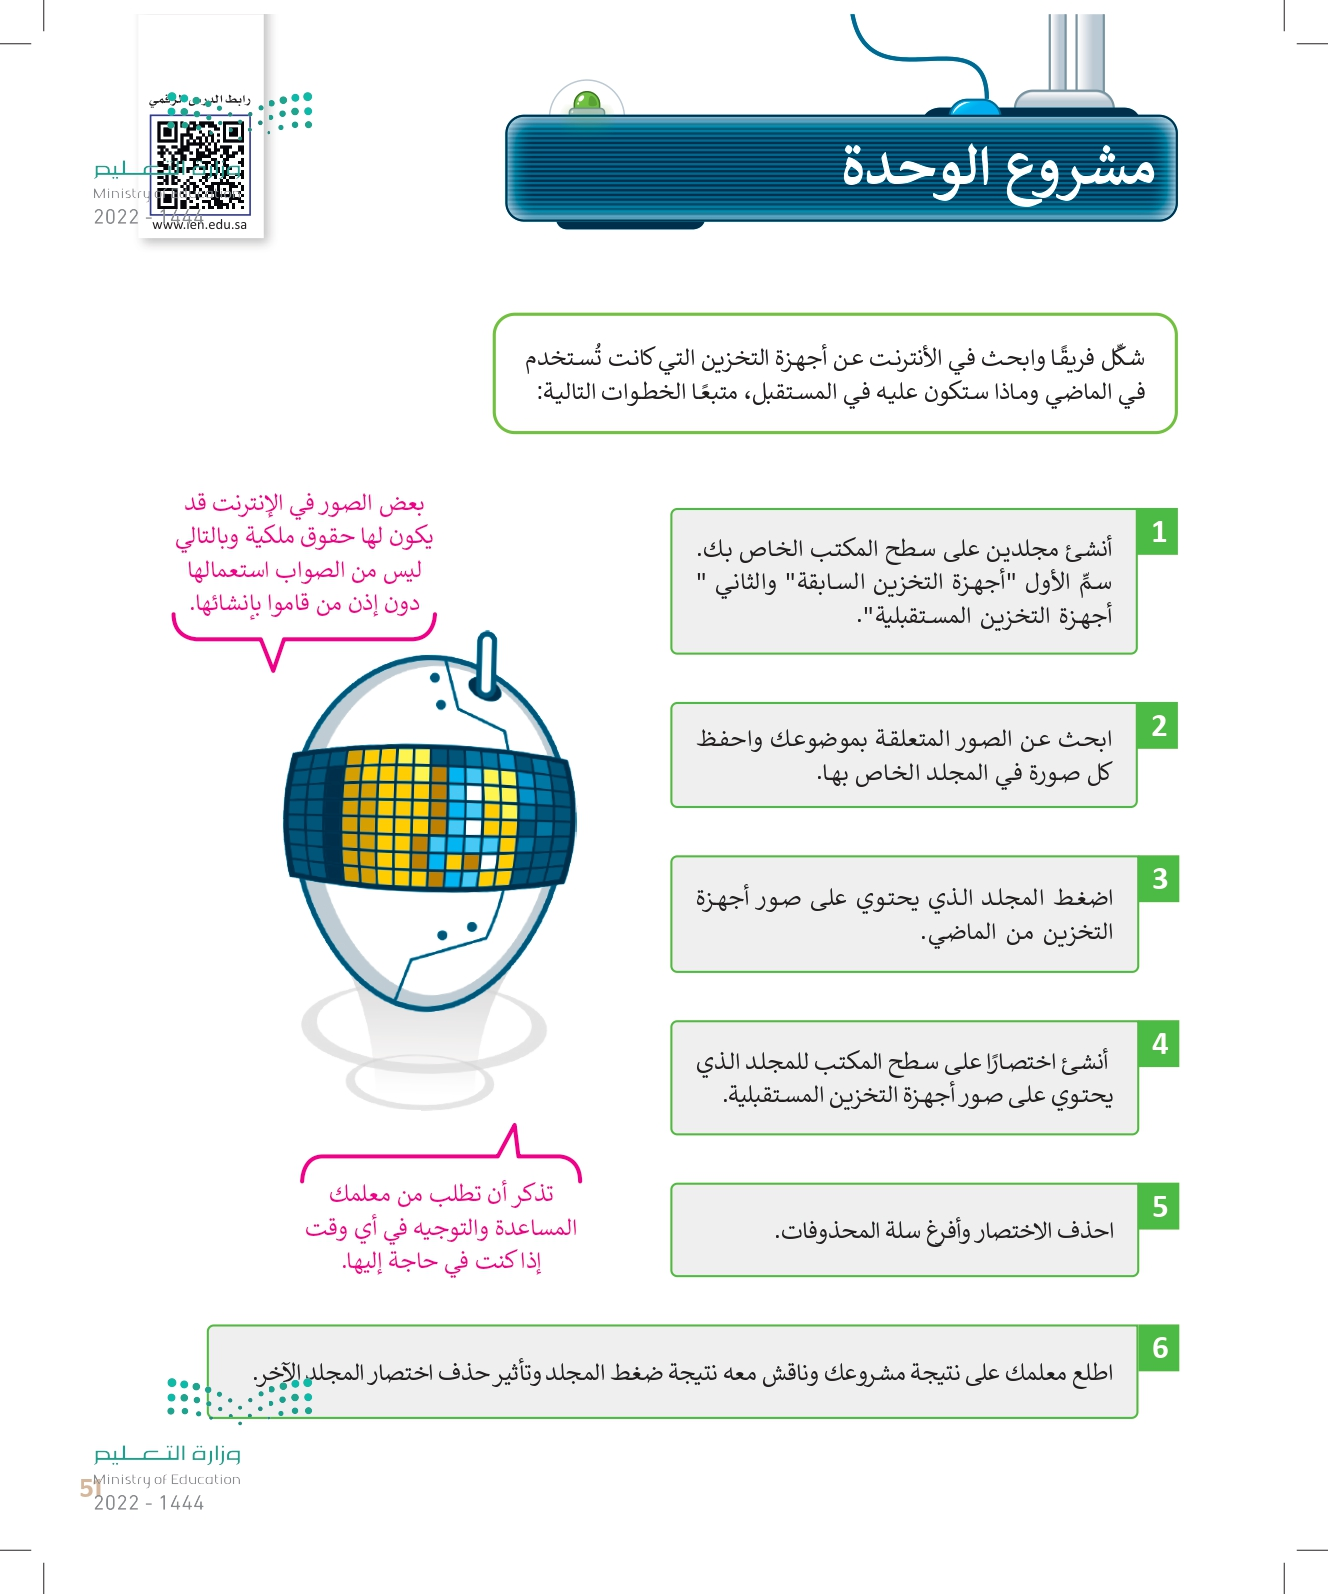 رابط الدرس الرقمي
www.ien.edu.sa
وزارة التعليم
Ministry of Education
2022 - 1444
مشروع الوحدة
شكّل فريقًا وابحث في الأنترنت عن أجهزة التخزين التي كانت تُستخدم
في الماضي وماذا ستكون عليه في المستقبل، متبعًا الخطوات التالية:
1
أنشئ مجلدين على سطح المكتب الخاص بك.
سمِّ الأول "أجهزة التخزين السابقة" والثاني "
أجهزة التخزين المستقبلية".
بعض الصور في الإنترنت قد
يكون لها حقوق ملكية وبالتالي
ليس من الصواب استعمالها
دون إذن من قاموا بإنشائها.
2
ابحث عن الصور المتعلقة بموضوعك واحفظ
كل صورة في المجلد الخاص بها.
3
اضغط المجلد الذي يحتوي على صور أجهزة
التخزين من الماضي.
4
أنشئ اختصارًا على سطح المكتب للمجلد الذي
يحتوي على صور أجهزة التخزين المستقبلية.
5
احذف الاختصار وأفرغ سلة المحذوفات.
تذكر أن تطلب من معلمك
المساعدة والتوجيه في أي وقت
إذا كنت في حاجة إليها.
6
اطلع معلمك على نتيجة مشروعك وناقش معه نتيجة ضغط المجلد وتأثير حذف اختصار المجلد الآخر.
وزارة التعليم
Ministry of Education
2022 - 1444
51